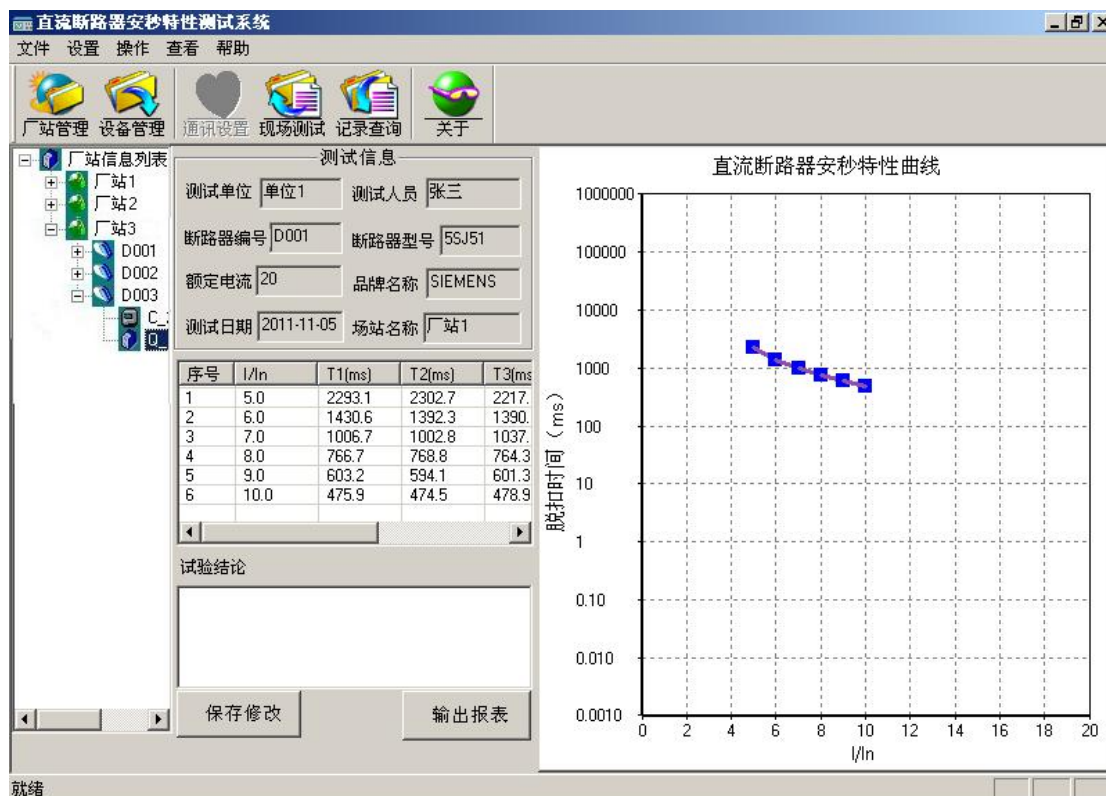 直流断路器安秒特性测试系统
文件 设置 操作 查看 帮助
厂站管理 设备管理 通讯设置 现场测试 记录查询 关于
厂站信息列表
厂站1
厂站2
厂站3
D001
D002
D003
C_
Q_
测试信息
测试单位 单位1 测试人员 张三
断路器编号 D001 断路器型号 5SJ51
额定电流 20 品牌名称 SIEMENS
测试日期 2011-11-05 场站名称 厂站1
序号 I/In T1(ms) T2(ms) T3(ms
1 5.0 2293.1 2302.7 2217.
2 6.0 1430.6 1392.3 1390.
3 7.0 1006.7 1002.8 1037.
4 8.0 766.7 768.8 764.3
5 9.0 603.2 594.1 601.3
6 10.0 475.9 474.5 478.9
试验结论
保存修改 输出报表
直流断路器安秒特性曲线
脱扣时间（ms）
1000000
100000
10000
1000
100
10
1
0.10
0.010
0.0010
0 2 4 6 8 10 12 14 16 18 20
I/In
就绪